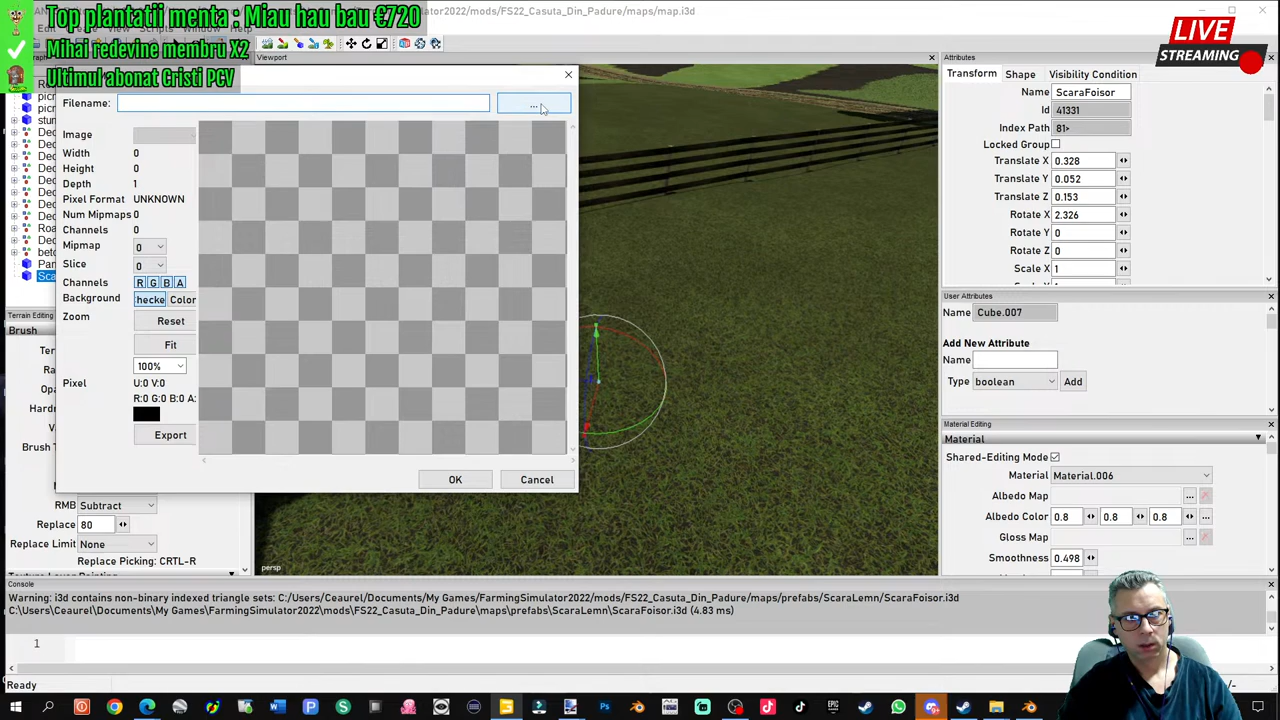 Top plantatii menta : Miau hau bau €720
Mihai redevine membru X2
Ultimul abonat Cristi PCV
Simulator2022/mods/FS22_Casuta_Din_Padure/maps/map.i3d
LIVE
STREAMING
Viewport
Filename:
...
Image
Width 0
Height 0
Depth 1
Pixel Format UNKNOWN
Num Mipmaps 0
Channels 0
Mipmap 0
Slice 0
Channels R G B A
Background Color
Zoom Reset
Fit
100%
Pixel U:0 V:0
R:0 G:0 B:0 A:
Export
OK Cancel
Terrain Editing
Brush
RMB Subtract
Replace 80
Replace Limit None
Replace Picking: CRTL-R
persp
Attributes
Transform Shape Visibility Condition
Name ScaraFoisor
Id 41331
Index Path 81>
Locked Group
Translate X 0.328
Translate Y 0.052
Translate Z 0.153
Rotate X 2.326
Rotate Y 0
Rotate Z 0
Scale X 1
User Attributes
Name Cube.007
Add New Attribute
Name
Type boolean Add
Material Editing
Material
Shared-Editing Mode
Material Material.006
Albedo Map ...
Albedo Color 0.8 0.8 0.8 ...
Gloss Map ...
Smoothness 0.498
Console
Warning: i3d contains non-binary indexed triangle sets: C:/Users/Ceaurel/Documents/My Games/FarmingSimulator2022/mods/FS22_Casuta_Din_Padure/maps/prefabs/ScaraLemn/ScaraFoisor.i3d
C:\Users\Ceaurel\Documents\My Games\FarmingSimulator2022\mods\FS22_Casuta_Din_Padure\maps\prefabs\ScaraLemn\ScaraFoisor.i3d (4.83 ms)
1
Ready